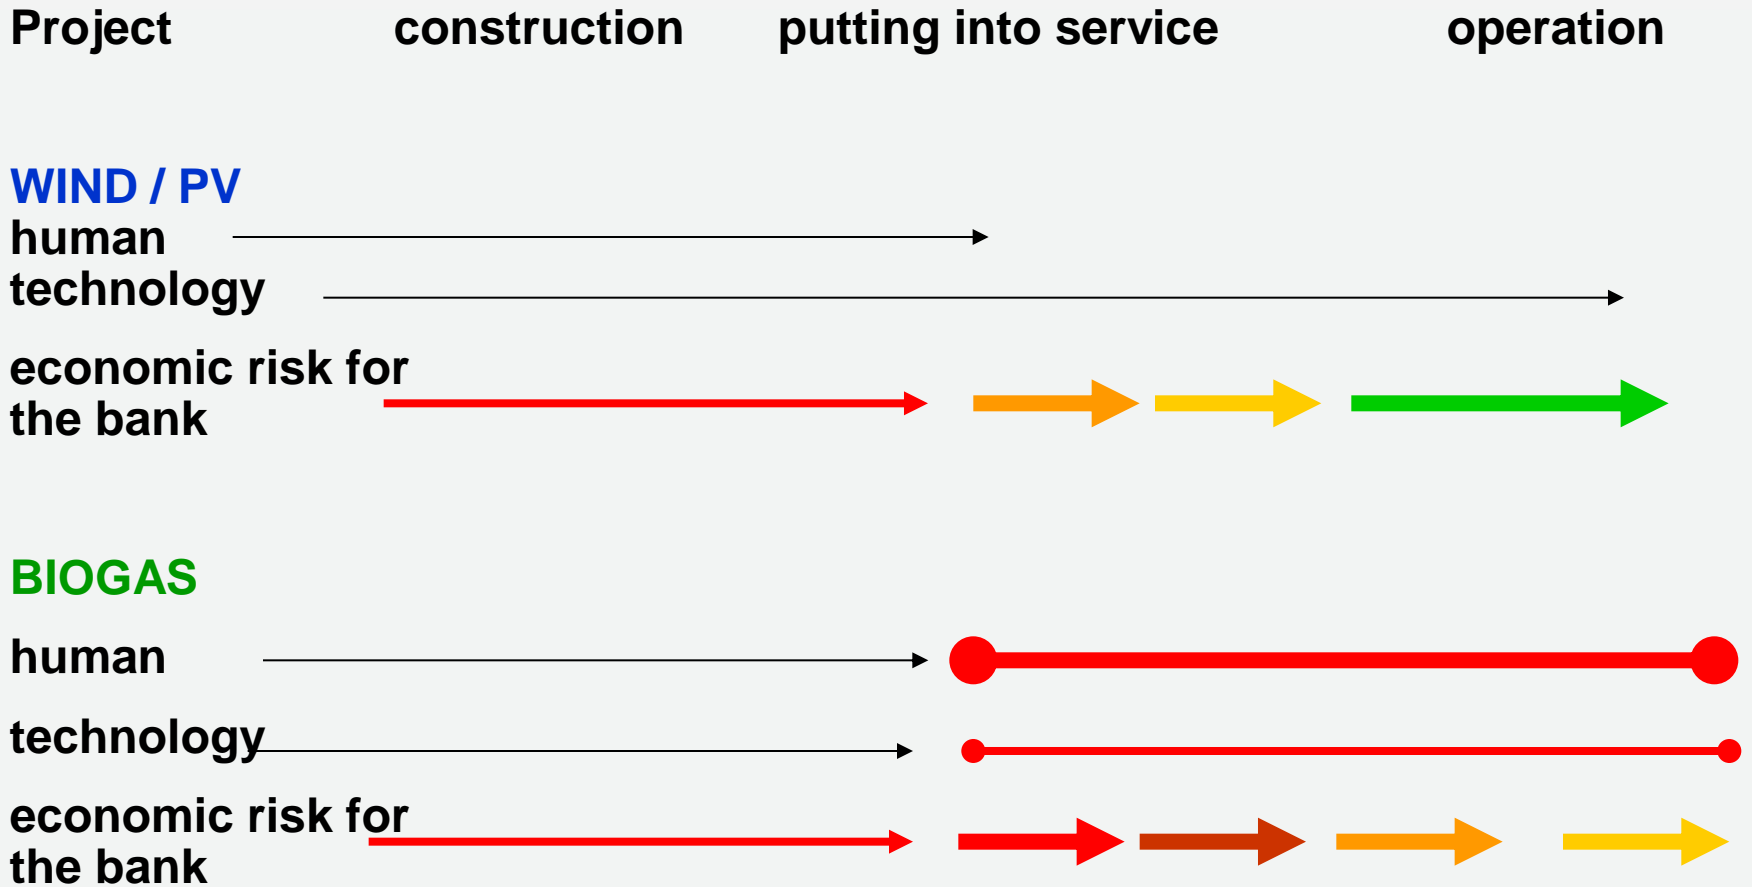 Project construction putting into service operation
WIND / PV
human
technology
economic risk for
the bank
BIOGAS
human
technology
economic risk for
the bank